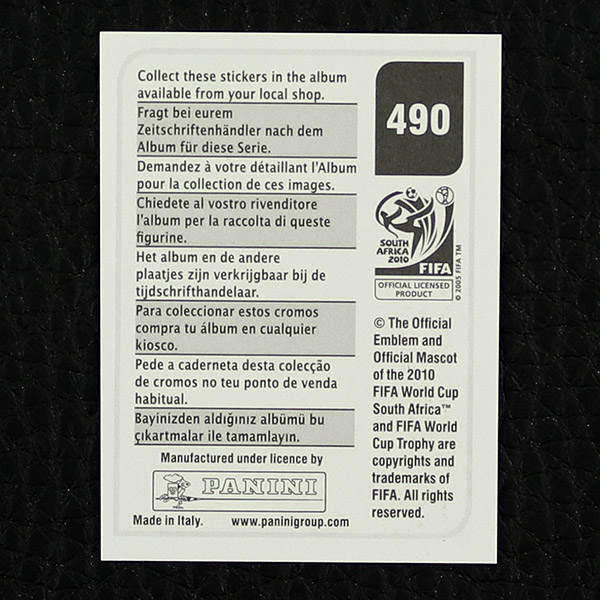 Collect these stickers in the album
available from your local shop.
Fragt bei eurem
Zeitschriftenhändler nach dem
Album für diese Serie.
Demandez à votre détaillant l'Album
pour la collection de ces images.
Chiedete al vostro rivenditore
l'album per la raccolta di queste
figurine.
Het album en de andere
plaatjes zijn verkrijgbaar bij de
tijdschrifthandelaar.
Para coleccionar estos cromos
compra tu álbum en cualquier
kiosco.
Pede a caderneta desta colecção
de cromos no teu ponto de venda
habitual.
Bayinizden aldığınız albümü bu
çıkartmalar ile tamamlayın.
Manufactured under licence by
PANINI
Made in Italy. www.paninigroup.com
490
SOUTH
AFRICA
2010
FIFA
© 2005 FIFA TM
OFFICIAL LICENSED
PRODUCT
© The Official
Emblem and
Official Mascot
of the 2010
FIFA World Cup
South Africa™
and FIFA World
Cup Trophy are
copyrights and
trademarks of
FIFA. All rights
reserved.